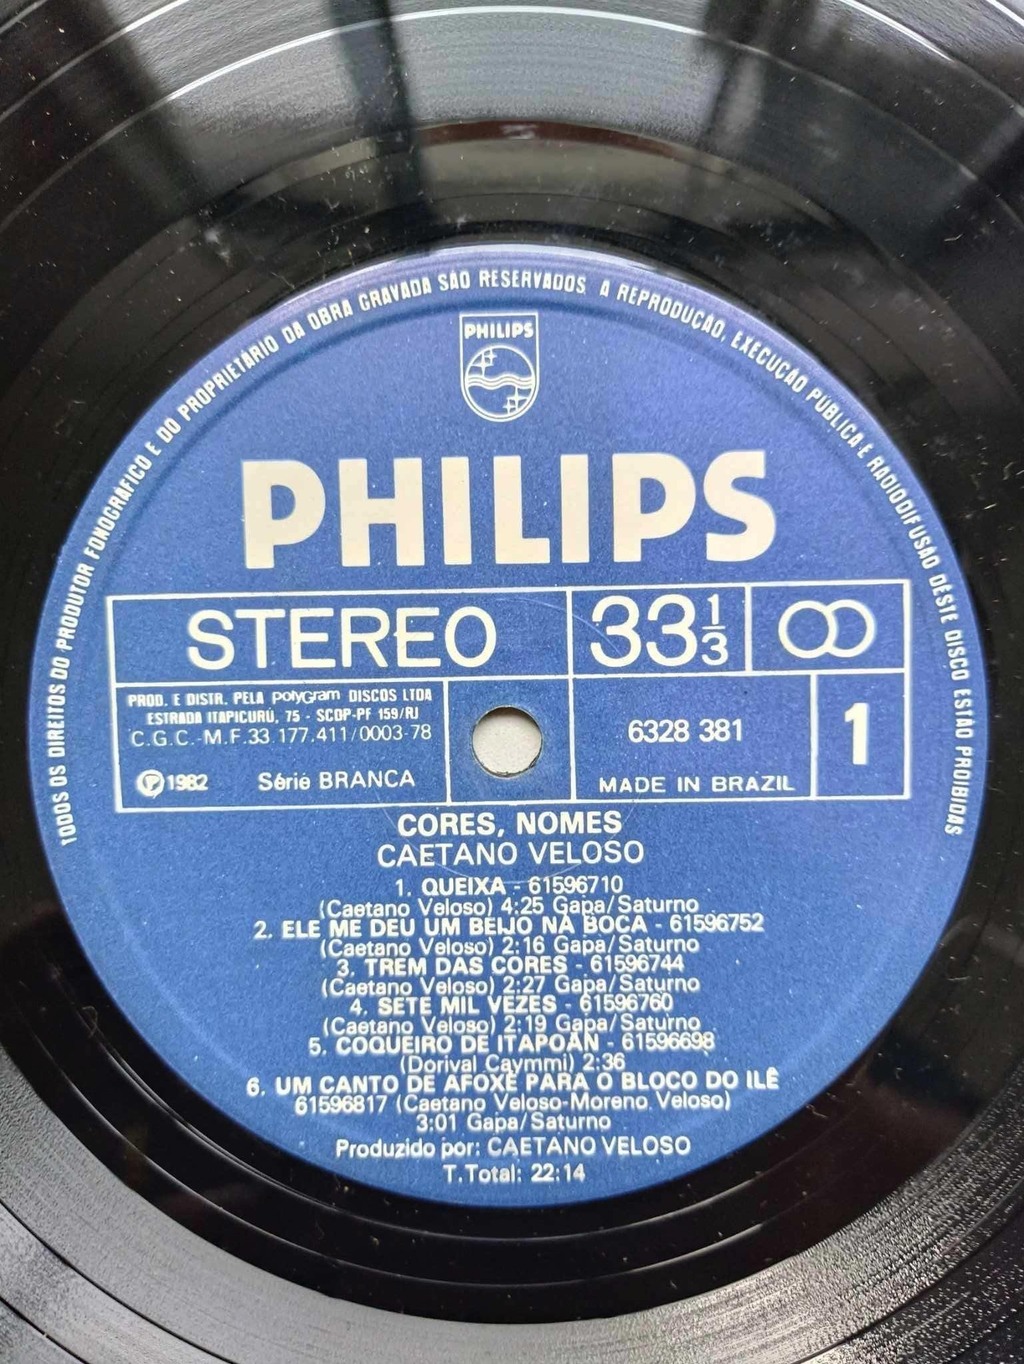 TODOS OS DIREITOS DO PRODUTOR FONOGRÁFICO E DO PROPRIETÁRIO DA OBRA GRAVADA SÃO RESERVADOS. A REPRODUÇÃO, EXECUÇÃO PÚBLICA E RADIODIFUSÃO DESTE DISCO ESTÃO PROIBIDAS
PHILIPS
PHILIPS
STEREO
33 1/3
PROD. E DISTR. PELA polyGram DISCOS LTDA
ESTRADA ITAPICURÚ, 75 - SCDP-PF 159/RJ
C.G.C.-M.F.33.177.411/0003-78
Ⓟ1982 Série BRANCA
6328 381
MADE IN BRAZIL
1
CORES, NOMES
CAETANO VELOSO
1. QUEIXA - 61596710
(Caetano Veloso) 4:25 Gapa/Saturno
2. ELE ME DEU UM BEIJO NA BOCA - 61596752
(Caetano Veloso) 2:16 Gapa/Saturno
3. TREM DAS CORES - 61596744
(Caetano Veloso) 2:27 Gapa/Saturno
4. SETE MIL VEZES - 61596760
(Caetano Veloso) 2:19 Gapa/Saturno
5. COQUEIRO DE ITAPOÃN - 61596698
(Dorival Caymmi) 2:36
6. UM CANTO DE AFOXÉ PARA O BLOCO DO ILÊ
61596817 (Caetano Veloso-Moreno Veloso)
3:01 Gapa/Saturno
Produzido por: CAETANO VELOSO
T.Total: 22:14